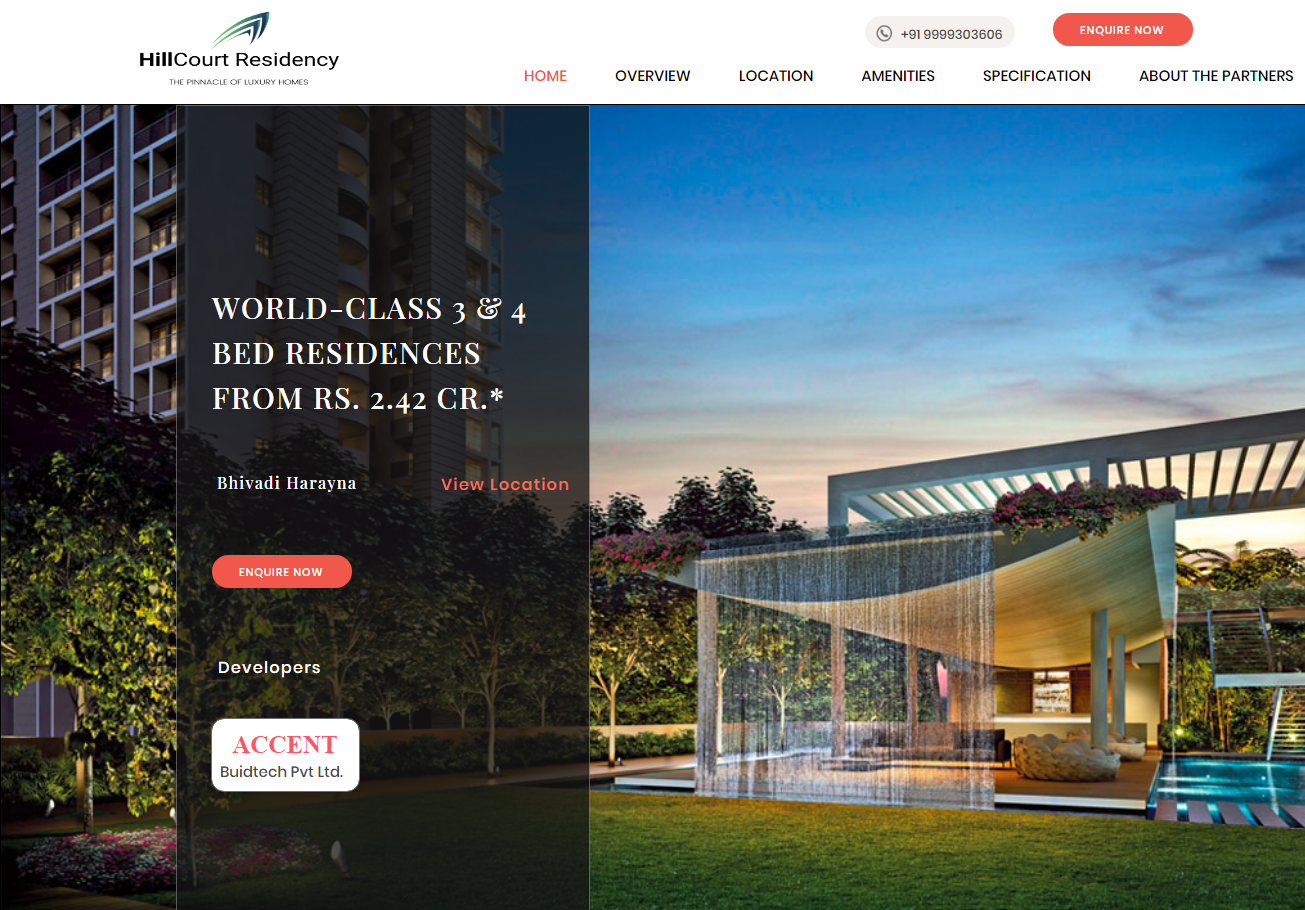 HillCourt Residency
THE PINNACLE OF LUXURY HOMES
+91 9999303606
ENQUIRE NOW
HOME OVERVIEW LOCATION AMENITIES SPECIFICATION ABOUT THE PARTNERS
WORLD-CLASS 3 & 4
BED RESIDENCES
FROM RS. 2.42 CR.*
Bhivadi Harayna View Location
ENQUIRE NOW
Developers
ACCENT
Buidtech Pvt Ltd.